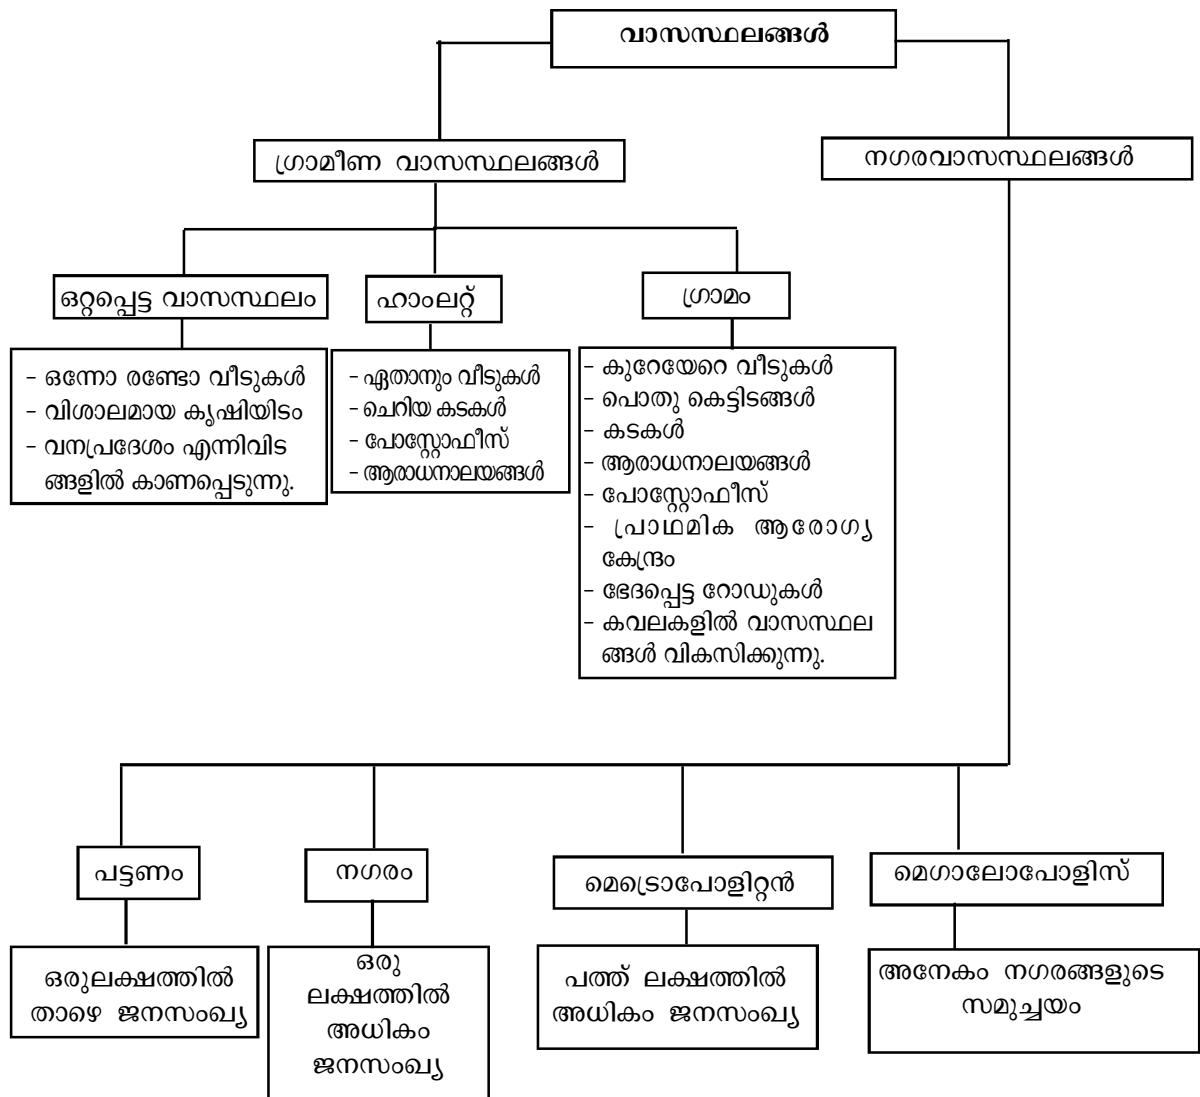 വാസസ്ഥലങ്ങൾ
ഗ്രാമീണ വാസസ്ഥലങ്ങൾ
നഗരവാസസ്ഥലങ്ങൾ
ഒറ്റപ്പെട്ട വാസസ്ഥലം
ഹാംലറ്റ്
ഗ്രാമം
- ഒന്നോ രണ്ടോ വീടുകൾ
- വിശാലമായ കൃഷിയിടം
- വനപ്രദേശം എന്നിവിട
ങ്ങളിൽ കാണപ്പെടുന്നു.
- ഏതാനും വീടുകൾ
- ചെറിയ കടകൾ
- പോസ്റ്റോഫീസ്
- ആരാധനാലയങ്ങൾ
- കുറേയേറെ വീടുകൾ
- പൊതു കെട്ടിടങ്ങൾ
- കടകൾ
- ആരാധനാലയങ്ങൾ
- പോസ്റ്റോഫീസ്
- പ്രാഥമിക ആരോഗ്യ
കേന്ദ്രം
- ഭേദപ്പെട്ട റോഡുകൾ
- കവലകളിൽ വാസസ്ഥല
ങ്ങൾ വികസിക്കുന്നു.
പട്ടണം
നഗരം
മെട്രൊപോളിറ്റൻ
മെഗാലോപോളിസ്
ഒരുലക്ഷത്തിൽ
താഴെ ജനസംഖ്യ
ഒരു
ലക്ഷത്തിൽ
അധികം
ജനസംഖ്യ
പത്ത് ലക്ഷത്തിൽ
അധികം ജനസംഖ്യ
അനേകം നഗരങ്ങളുടെ
സമുച്ചയം